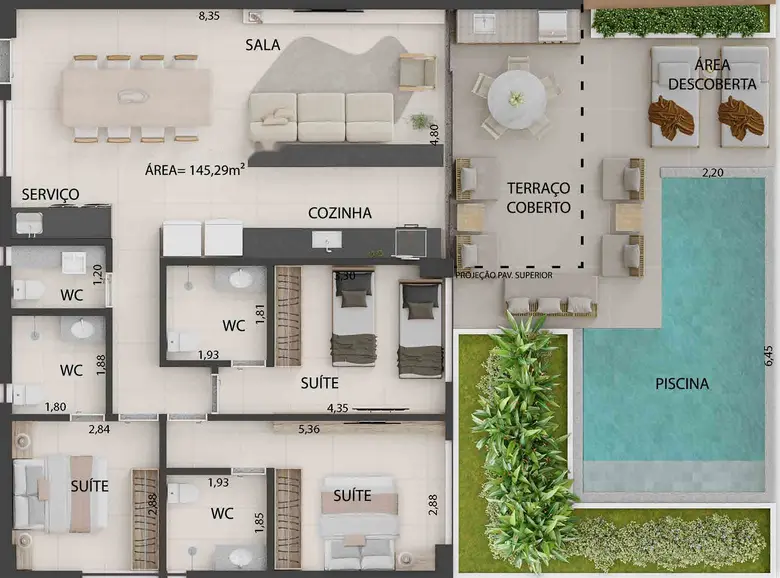 8,35
SALA
ÁREA
DESCOBERTA
4,80
ÁREA= 145,29m²
2,20
SERVIÇO
TERRAÇO
COBERTO
COZINHA
1,20
WC
3,30
PROJEÇÃO PAV. SUPERIOR
1,81
WC
1,93
1,88
WC
1,80
SUÍTE
4,35
PISCINA
6,45
2,84
5,36
SUÍTE
2,88
1,93
WC
1,85
SUÍTE
2,88